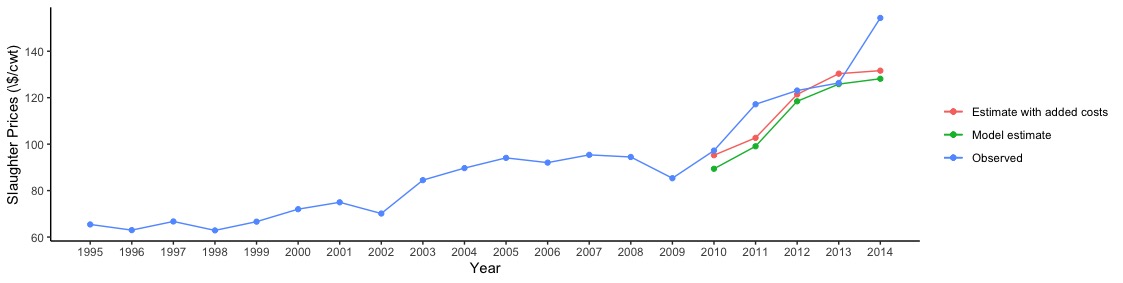 Slaughter Prices (\$/cwt)
140
120
100
80
60
1995 1996 1997 1998 1999 2000 2001 2002 2003 2004 2005 2006 2007 2008 2009 2010 2011 2012 2013 2014
Year
Estimate with added costs
Model estimate
Observed